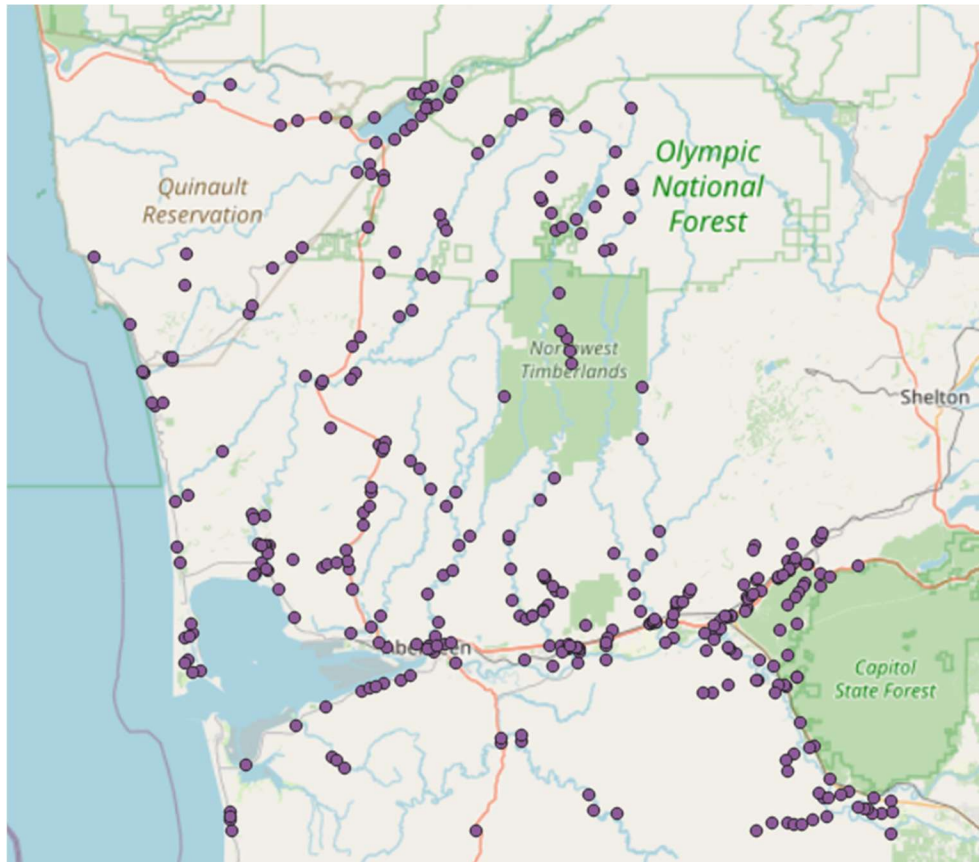 Olympic
National
Forest
Quinault
Reservation
Timberlands
Shelton
Capitol
State Forest